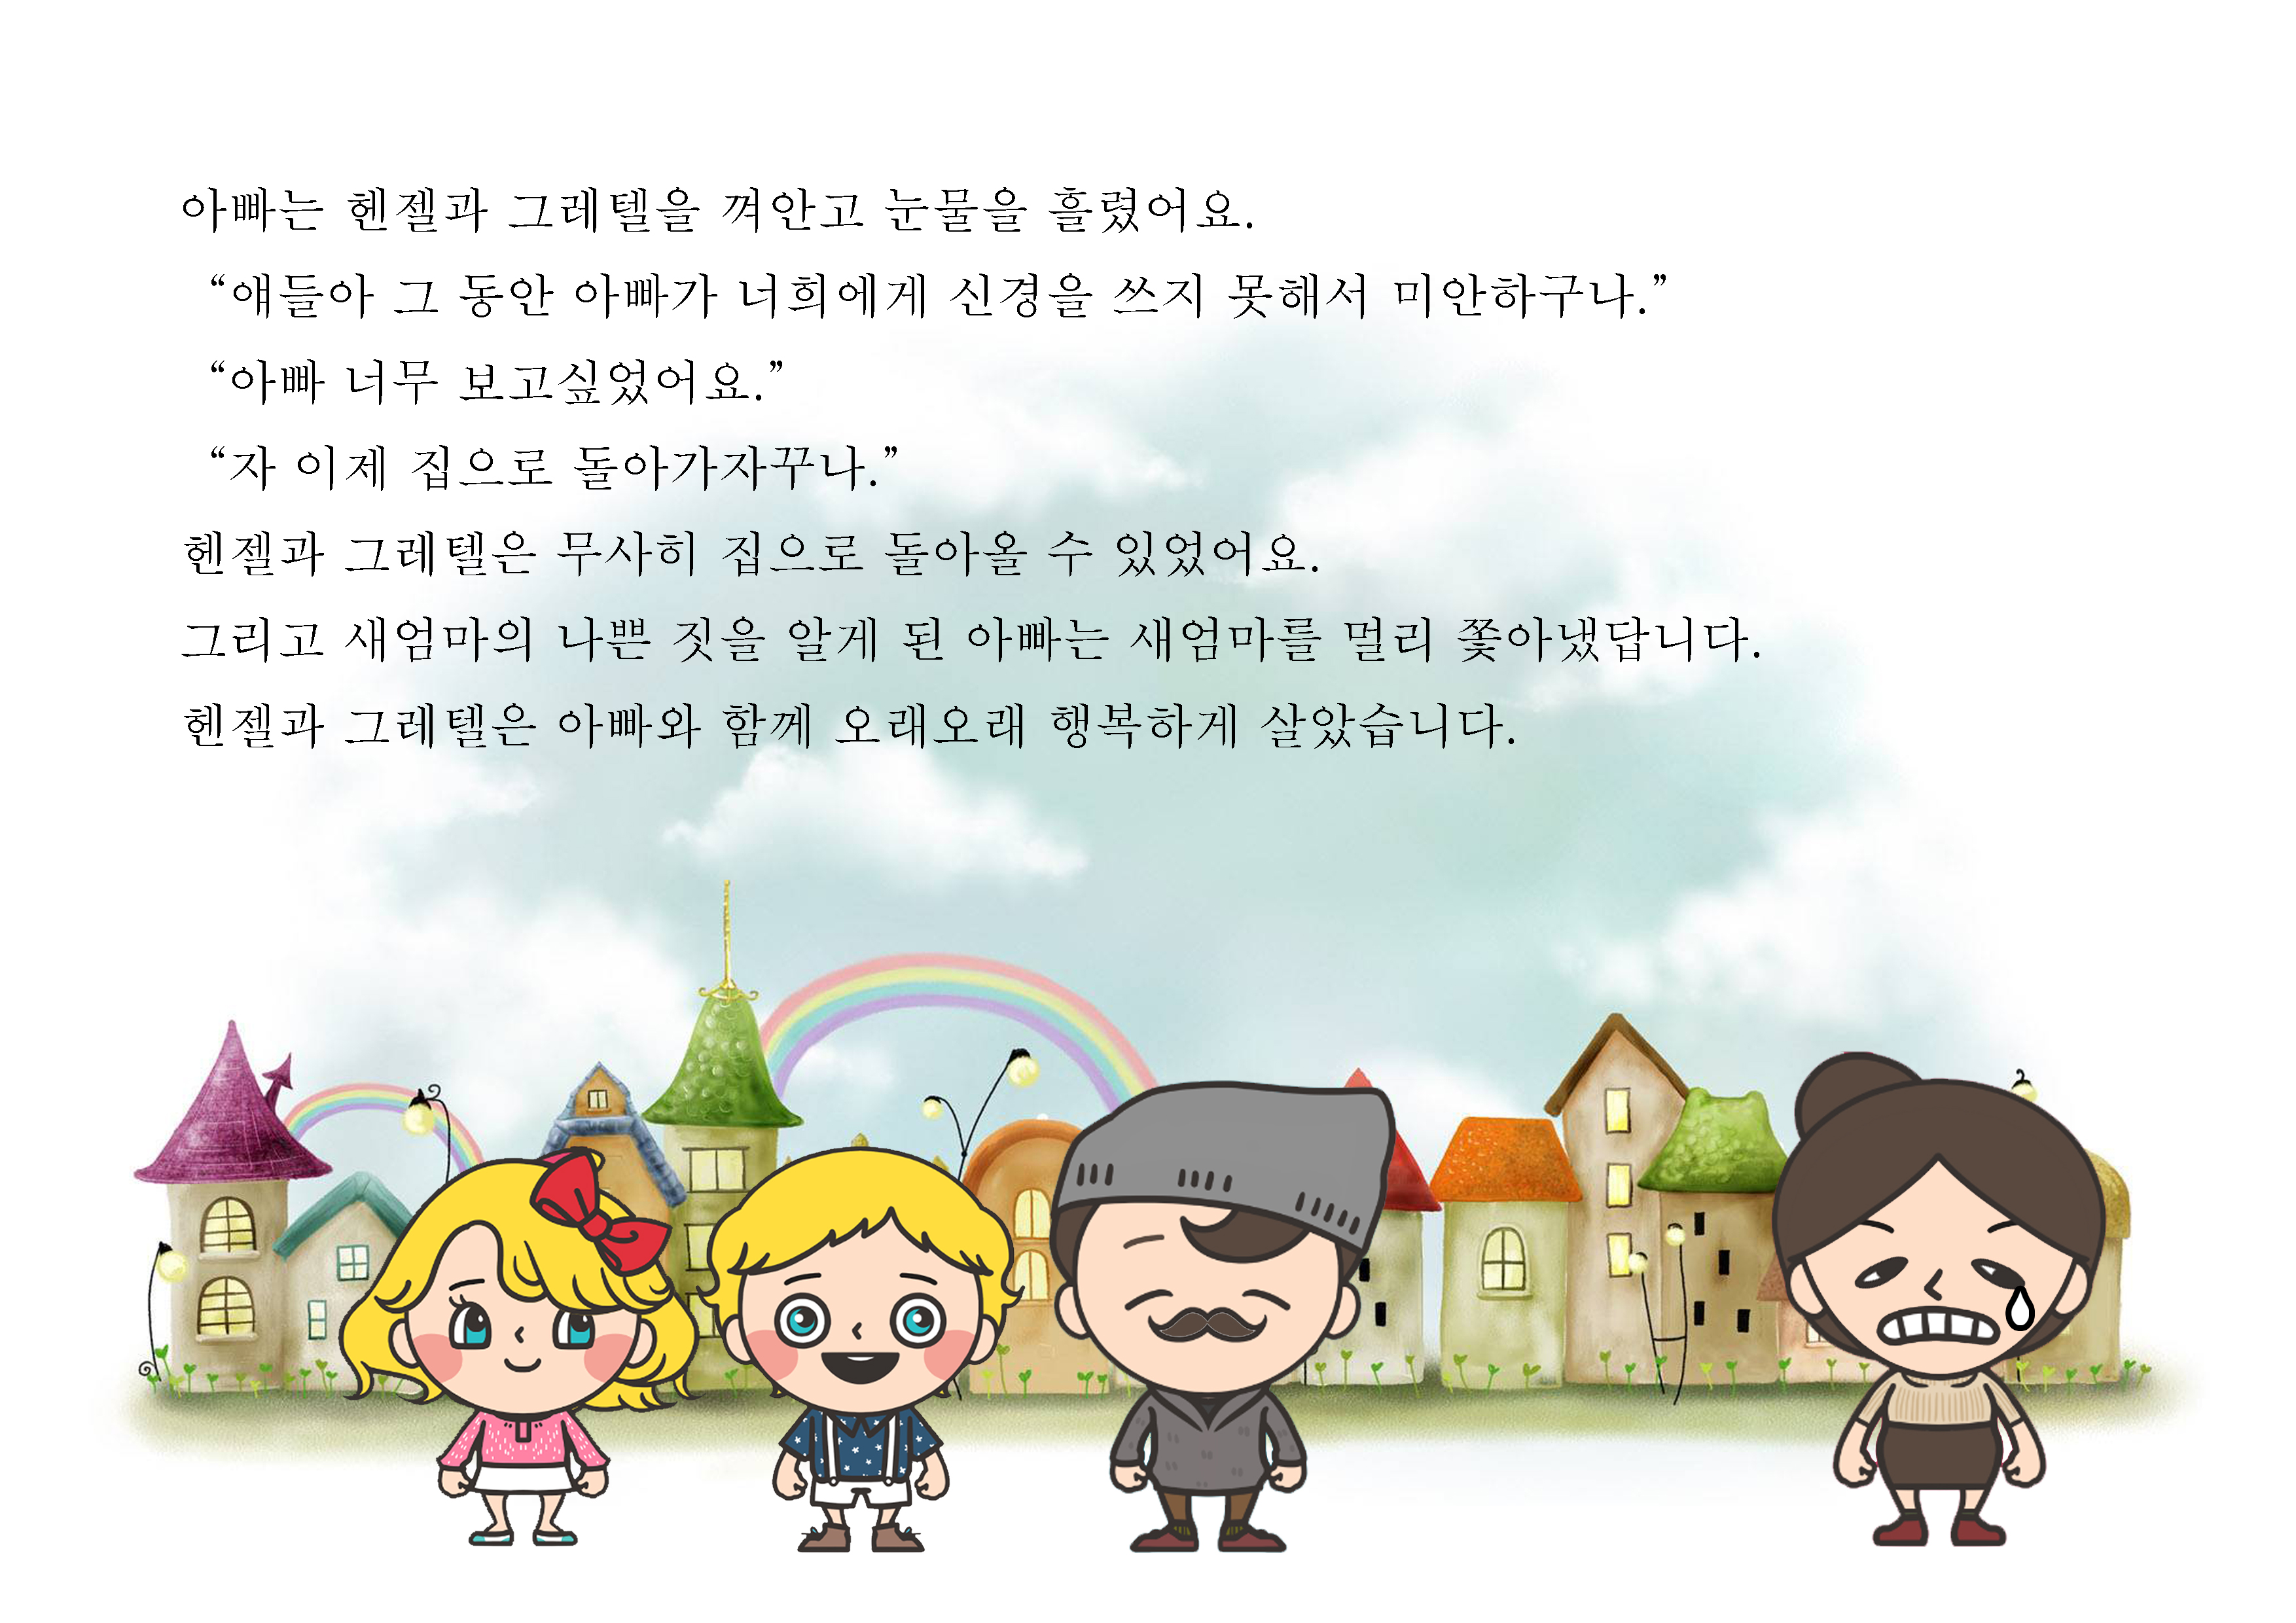 아빠는 헨젤과 그레텔을 껴안고 눈물을 흘렸어요.
“얘들아 그 동안 아빠가 너희에게 신경을 쓰지 못해서 미안하구나.”
“아빠 너무 보고싶었어요.”
“자 이제 집으로 돌아가자꾸나.”
헨젤과 그레텔은 무사히 집으로 돌아올 수 있었어요.
그리고 새엄마의 나쁜 짓을 알게 된 아빠는 새엄마를 멀리 쫓아냈답니다.
헨젤과 그레텔은 아빠와 함께 오래오래 행복하게 살았습니다.